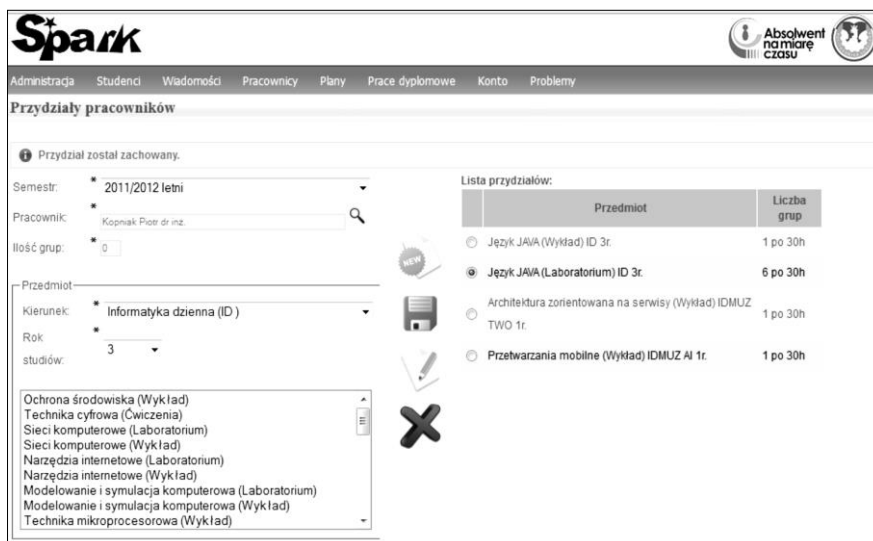 Spark
Absolwent
na miarę
czasu
Administracja Studenci Wiadomości Pracownicy Plany Prace dyplomowe Konto Problemy
Przydziały pracowników
Przydział został zachowany.
Semestr: * 2011/2012 letni
Pracownik: * Kopniak Piotr dr inż.
Ilość grup: * 0
Przedmiot
Kierunek: * Informatyka dzienna (ID )
Rok
studiów: * 3
Ochrona środowiska (Wykład)
Technika cyfrowa (Ćwiczenia)
Sieci komputerowe (Laboratorium)
Sieci komputerowe (Wykład)
Narzędzia internetowe (Laboratorium)
Narzędzia internetowe (Wykład)
Modelowanie i symulacja komputerowa (Laboratorium)
Modelowanie i symulacja komputerowa (Wykład)
Technika mikroprocesorowa (Wykład)
NEW
Lista przydziałów:
Przedmiot Liczba
grup
Język JAVA (Wykład) ID 3r. 1 po 30h
Język JAVA (Laboratorium) ID 3r. 6 po 30h
Architektura zorientowana na serwisy (Wykład) IDMUZ
TWO 1r. 1 po 30h
Przetwarzania mobilne (Wykład) IDMUZ AI 1r. 1 po 30h